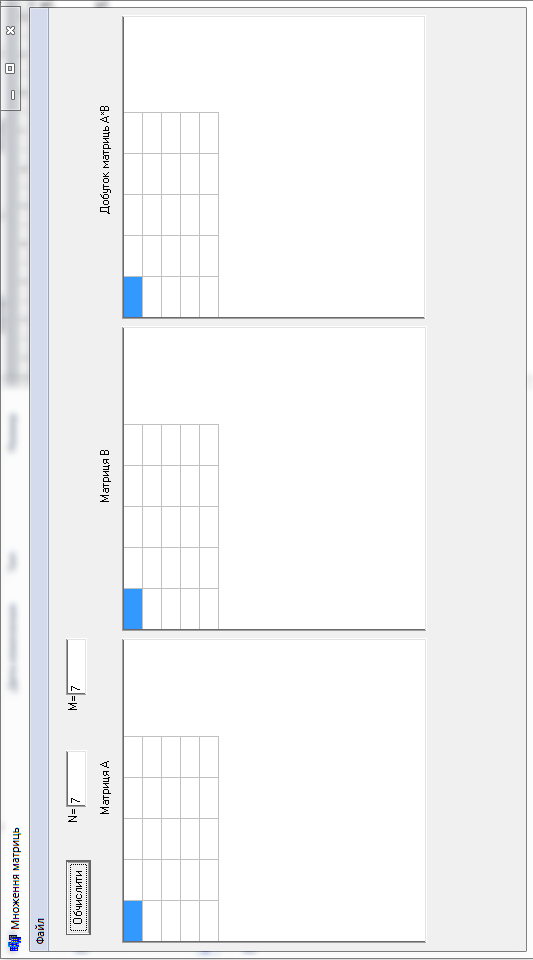 Множення матриць
Файл
Обчислити
N= 7
M= 7
Матриця A
Матриця B
Добуток матриць A*B